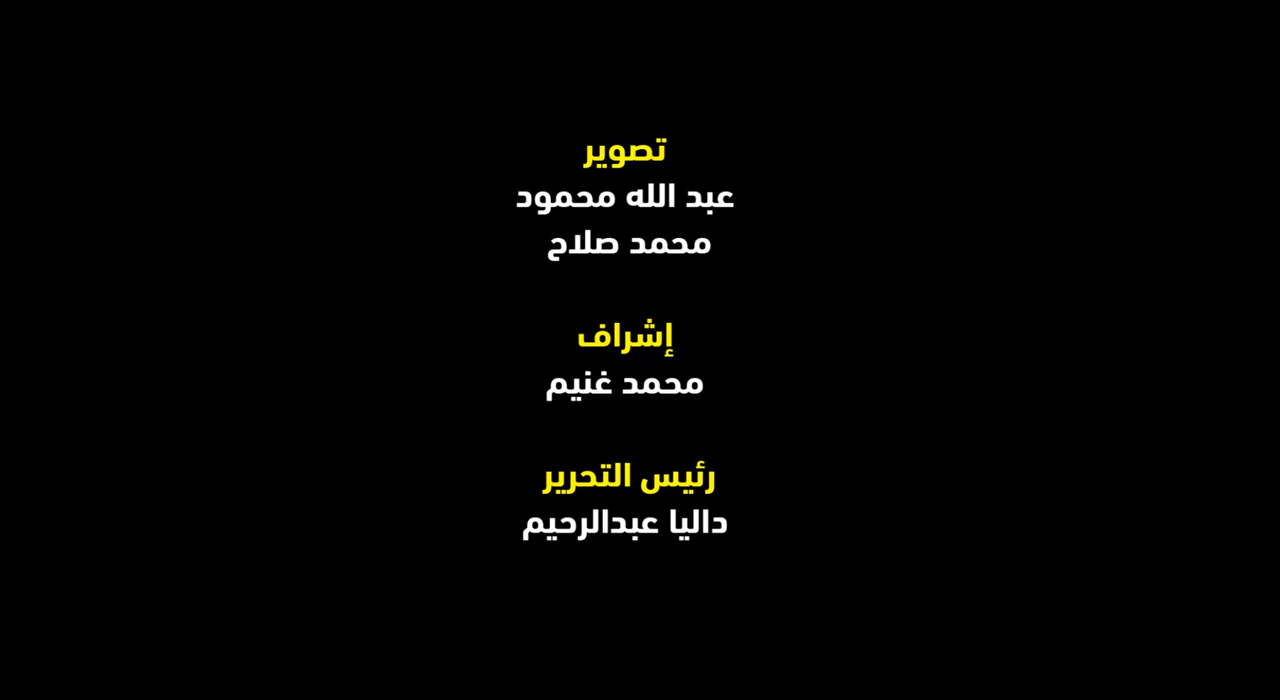 تصوير
عبد الله محمود
محمد صلاح
إشراف
محمد غنيم
رئيس التحرير
داليا عبدالرحيم